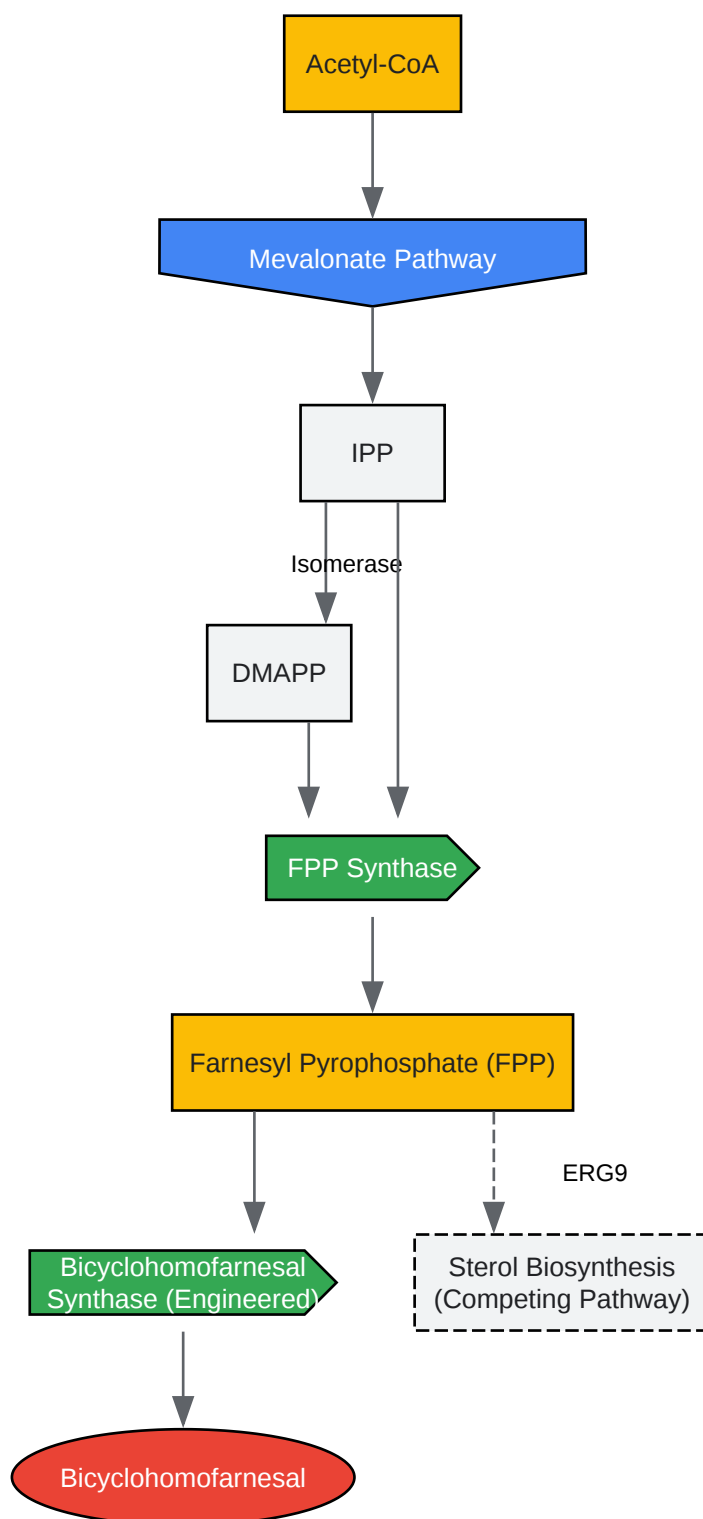 Acetyl-CoA
Mevalonate Pathway
IPP
Isomerase
DMAPP
FPP Synthase
Farnesyl Pyrophosphate (FPP)
ERG9
Bicyclohomofarnesal
Synthase (Engineered)
Sterol Biosynthesis
(Competing Pathway)
Bicyclohomofarnesal